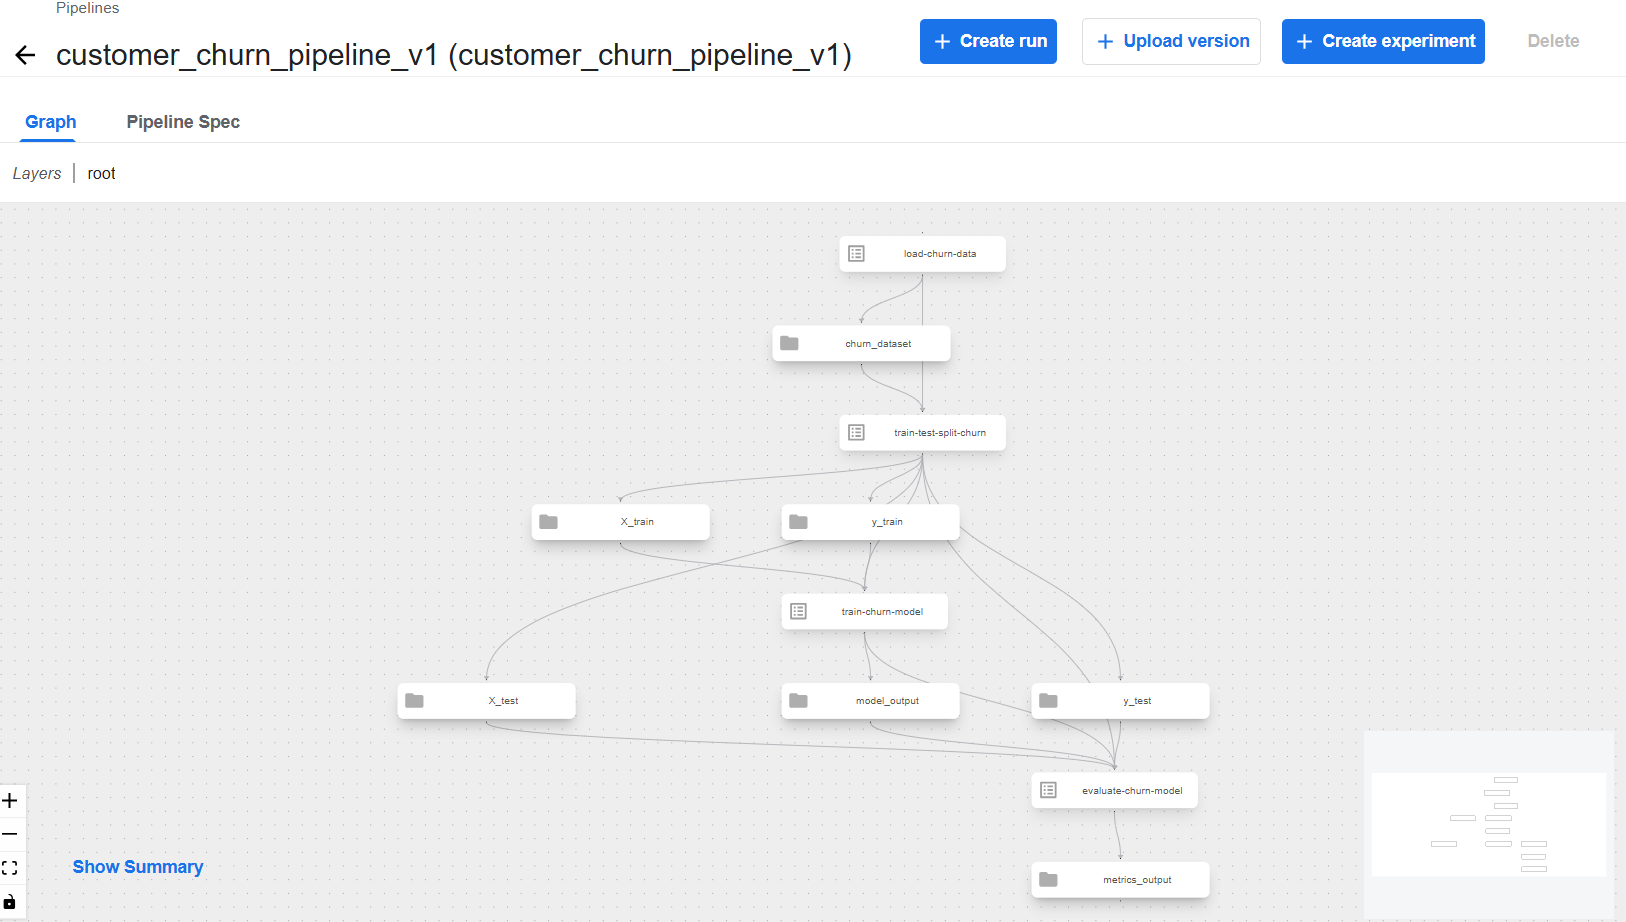 Pipelines
customer_churn_pipeline_v1 (customer_churn_pipeline_v1)
Create run
Upload version
Create experiment
Delete
Graph
Pipeline Spec
Layers
root
load-churn-data
churn_dataset
train-test-split-churn
X_train
y_train
train-churn-model
X_test
model_output
y_test
evaluate-churn-model
Show Summary
metrics_output